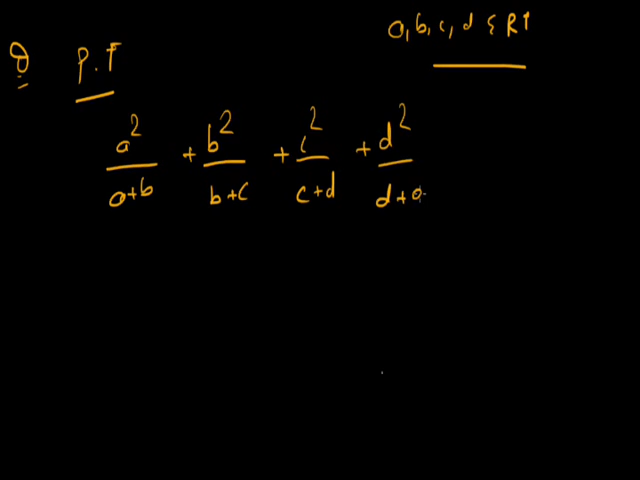 a, b, c, d ∈ R+
Q P.T
a²/a+b + b²/b+c + c²/c+d + d²/d+a